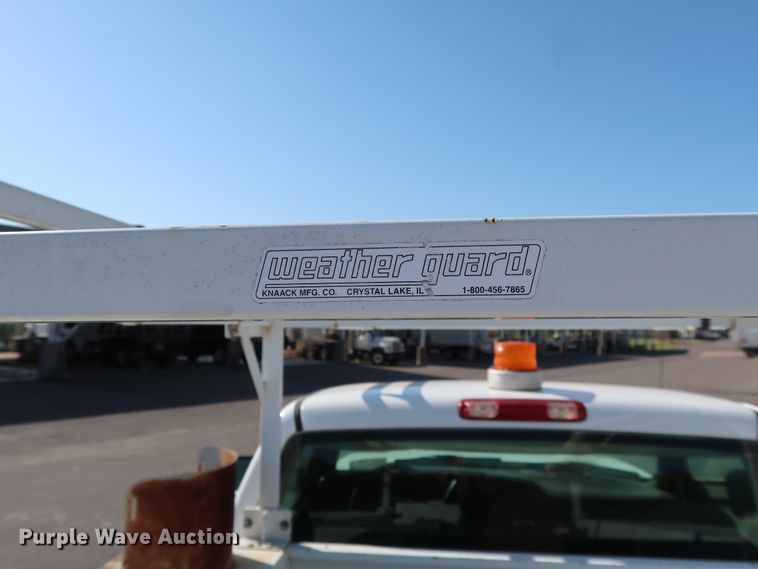 weather guard®
KNAACK MFG. CO. CRYSTAL LAKE, IL 1-800-456-7865
Purple Wave Auction